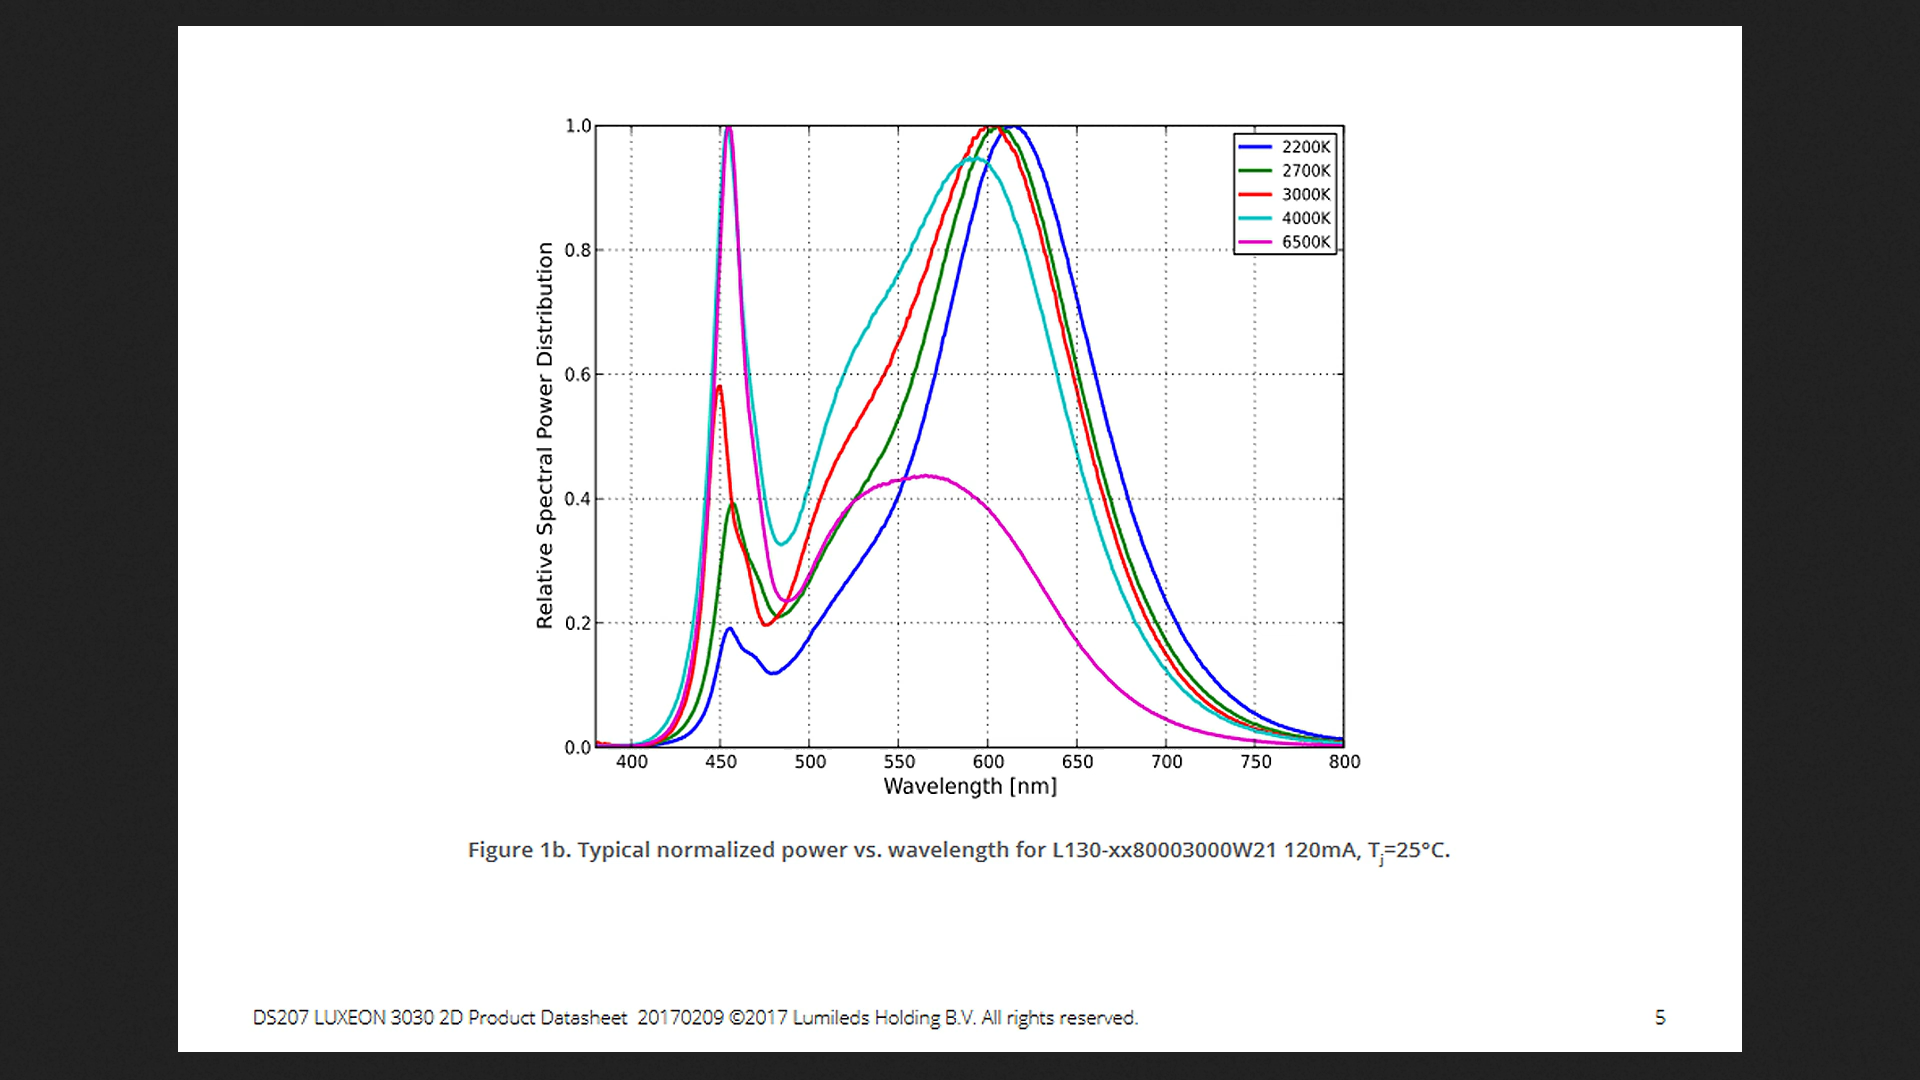 1.0
0.8
0.6
0.4
0.2
0.0
Relative Spectral Power Distribution
2200K
2700K
3000K
4000K
6500K
400 450 500 550 600 650 700 750 800
Wavelength [nm]
Figure 1b. Typical normalized power vs. wavelength for L130-xx80003000W21 120mA, Tj=25°C.
DS207 LUXEON 3030 2D Product Datasheet 20170209 ©2017 Lumileds Holding B.V. All rights reserved. 5